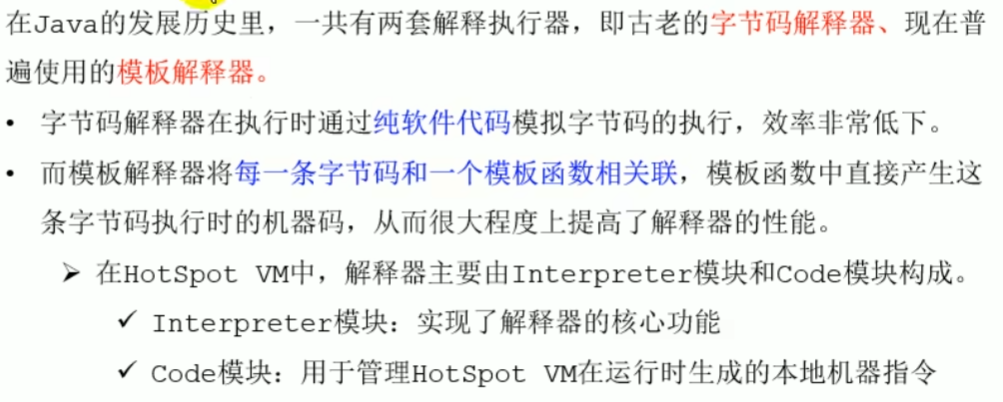 在Java的发展历史里，一共有两套解释执行器，即古老的字节码解释器、现在普
遍使用的模板解释器。
• 字节码解释器在执行时通过纯软件代码模拟字节码的执行，效率非常低下。
• 而模板解释器将每一条字节码和一个模板函数相关联，模板函数中直接产生这
条字节码执行时的机器码，从而很大程度上提高了解释器的性能。
➢ 在HotSpot VM中，解释器主要由Interpreter模块和Code模块构成。
✓ Interpreter模块：实现了解释器的核心功能
✓ Code模块：用于管理HotSpot VM在运行时生成的本地机器指令